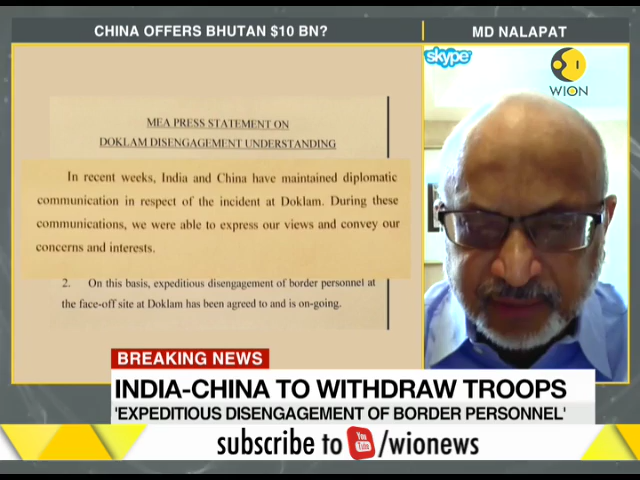 CHINA OFFERS BHUTAN $10 BN?
MD NALAPAT
skype
WION
MEA PRESS STATEMENT ON
DOKLAM DISENGAGEMENT UNDERSTANDING
In recent weeks, India and China have maintained diplomatic
communication in respect of the incident at Doklam. During these
communications, we were able to express our views and convey our
concerns and interests.
2. On this basis, expeditious disengagement of border personnel at
the face-off site at Doklam has been agreed to and is on-going.
BREAKING NEWS
INDIA-CHINA TO WITHDRAW TROOPS
'EXPEDITIOUS DISENGAGEMENT OF BORDER PERSONNEL'
subscribe to You Tube /wionews